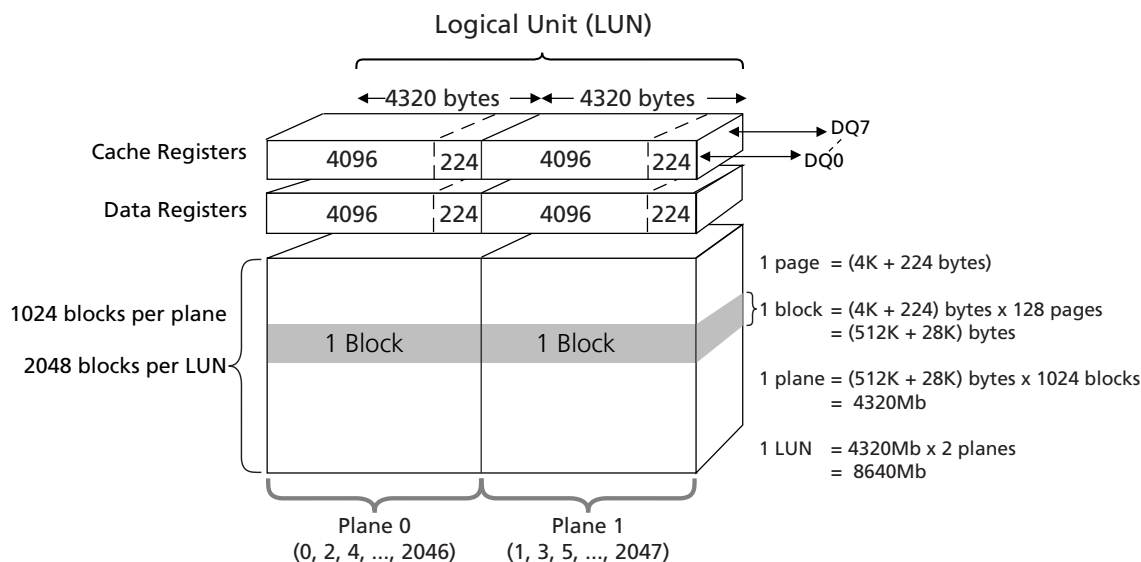 Logical Unit (LUN)
4320 bytes 4320 bytes
DQ7
Cache Registers 4096 224 4096 224
DQ0
Data Registers 4096 224 4096 224
1 page = (4K + 224 bytes)
1024 blocks per plane
1 block = (4K + 224) bytes x 128 pages
= (512K + 28K) bytes
1 Block 1 Block
2048 blocks per LUN
1 plane = (512K + 28K) bytes x 1024 blocks
= 4320Mb
1 LUN = 4320Mb x 2 planes
= 8640Mb
Plane 0
(0, 2, 4, ..., 2046)
Plane 1
(1, 3, 5, ..., 2047)